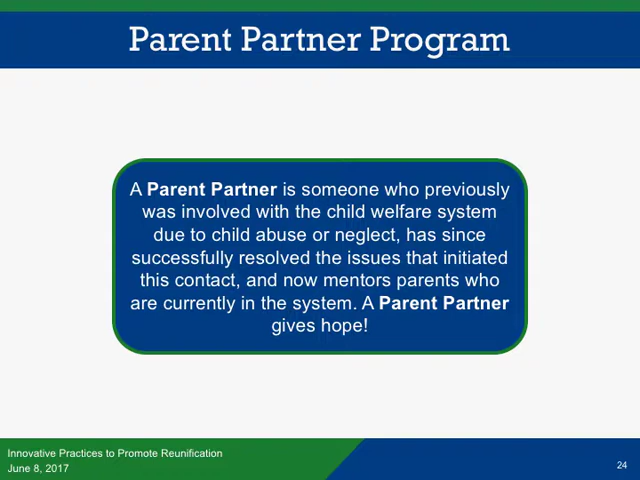 Parent Partner Program
A Parent Partner is someone who previously
was involved with the child welfare system
due to child abuse or neglect, has since
successfully resolved the issues that initiated
this contact, and now mentors parents who
are currently in the system. A Parent Partner
gives hope!
Innovative Practices to Promote Reunification
June 8, 2017
24